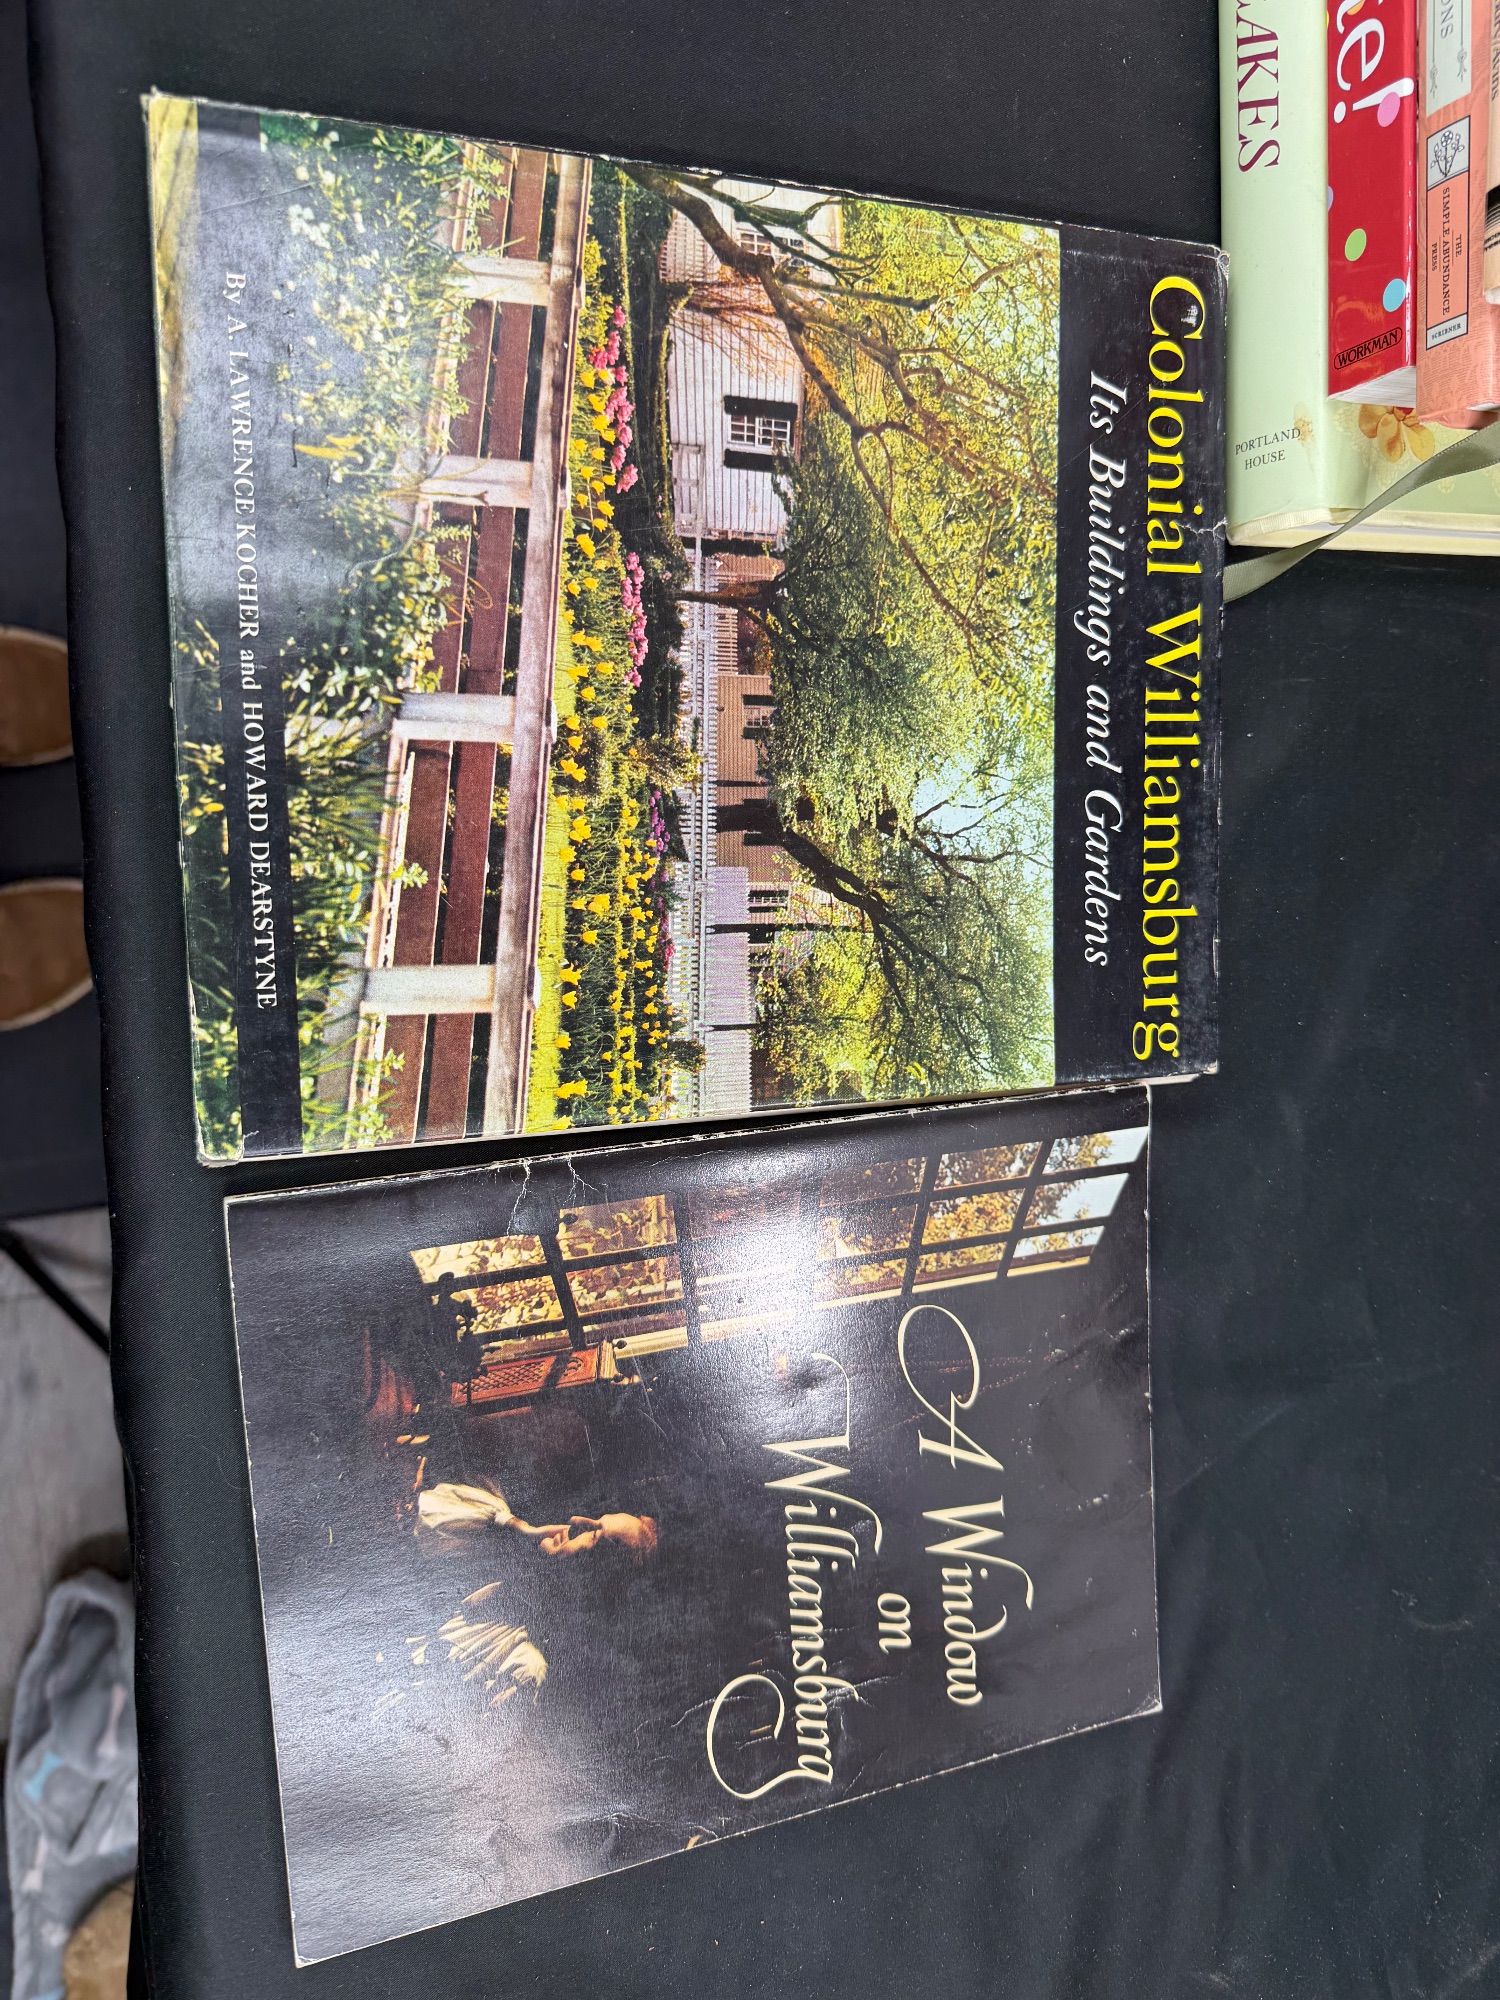 Colonial Williamsburg
Its Buildings and Gardens
By A. LAWRENCE KOCHER and HOWARD DEARSTYNE
A Window
on
Williamsburg
PORTLAND
HOUSE
WORKMAN
THE
SIMPLE ABUNDANCE
PRESS
SCRIBNER